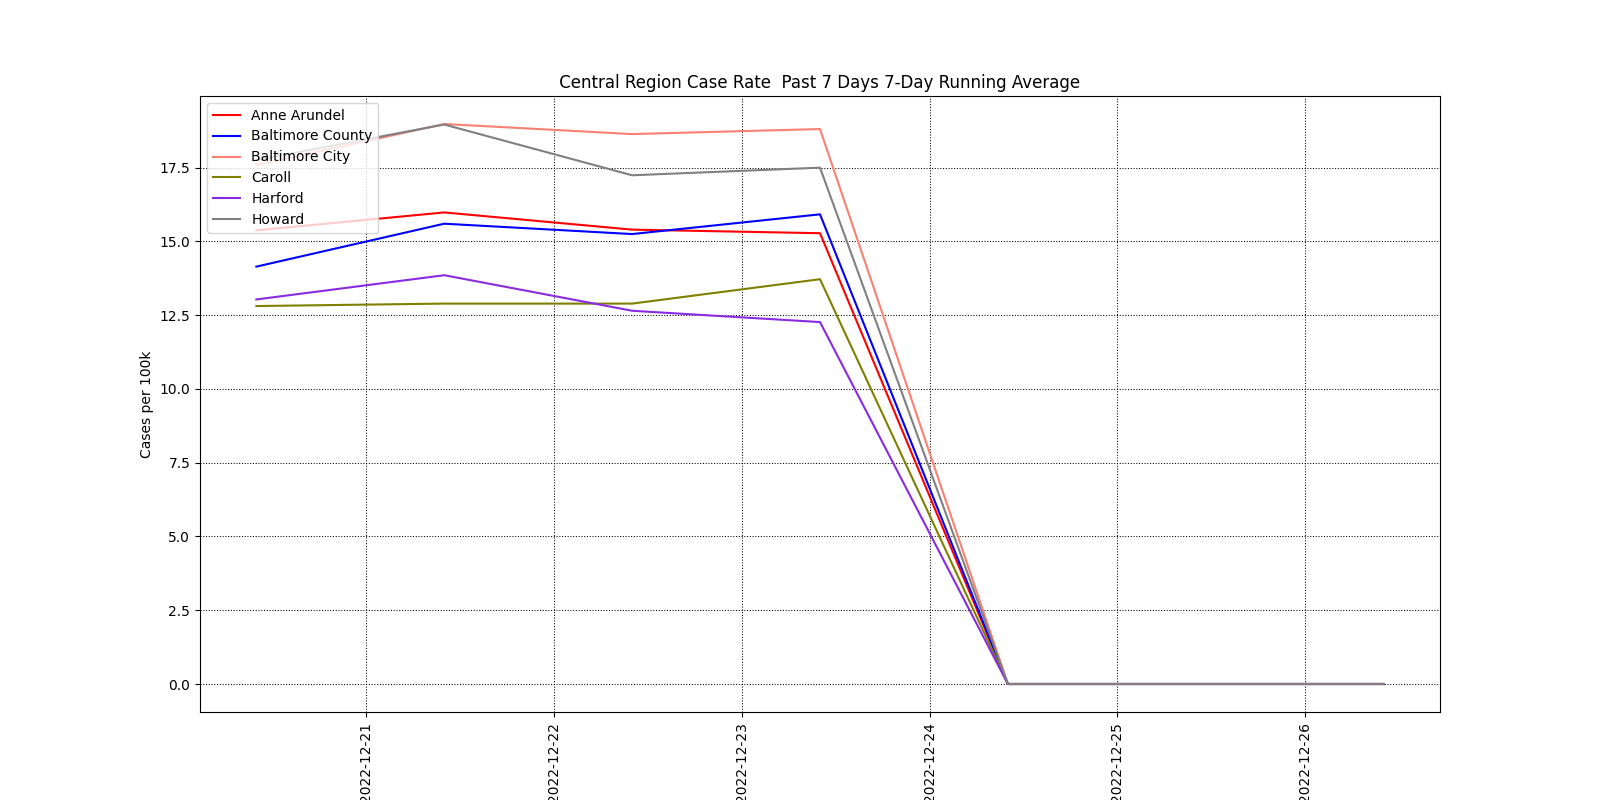 Central Region Case Rate  Past 7 Days 7-Day Running Average
Anne Arundel
Baltimore County
Baltimore City
Caroll
Harford
Howard
17.5
15.0
12.5
10.0
7.5
5.0
2.5
0.0
Cases per 100k
2022-12-21
2022-12-22
2022-12-23
2022-12-24
2022-12-25
2022-12-26